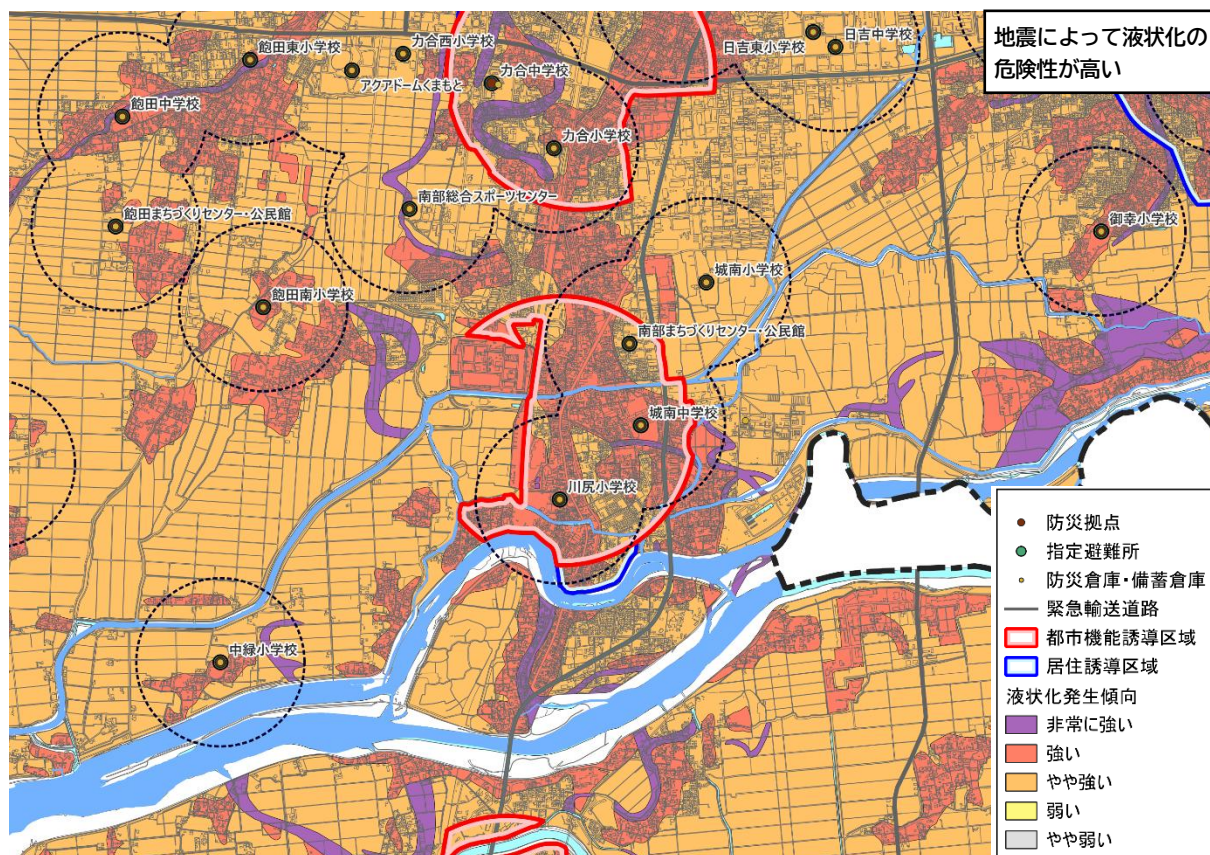 地震によって液状化の
危険性が高い
飽田東小学校
力合西小学校
日吉東小学校
日吉中学校
アクアドームくまもと
力合中学校
飽田中学校
力合小学校
南部総合スポーツセンター
飽田まちづくりセンター・公民館
御幸小学校
城南小学校
飽田南小学校
南部まちづくりセンター・公民館
城南中学校
川尻小学校
中緑小学校
防災拠点
指定避難所
防災倉庫・備蓄倉庫
緊急輸送道路
都市機能誘導区域
居住誘導区域
液状化発生傾向
非常に強い
強い
やや強い
弱い
やや弱い